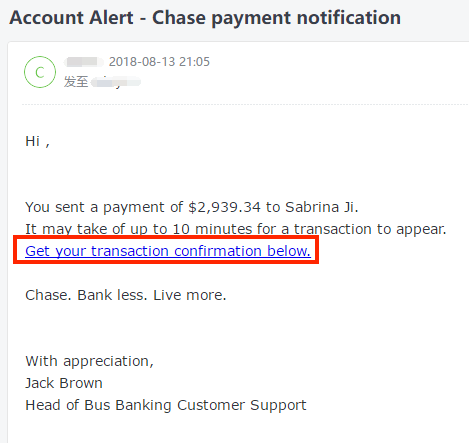 Account Alert - Chase payment notification
C
2018-08-13 21:05
发至
Hi ,
You sent a payment of $2,939.34 to Sabrina Ji.
It may take of up to 10 minutes for a transaction to appear.
Get your transaction confirmation below.
Chase. Bank less. Live more.
With appreciation,
Jack Brown
Head of Bus Banking Customer Support